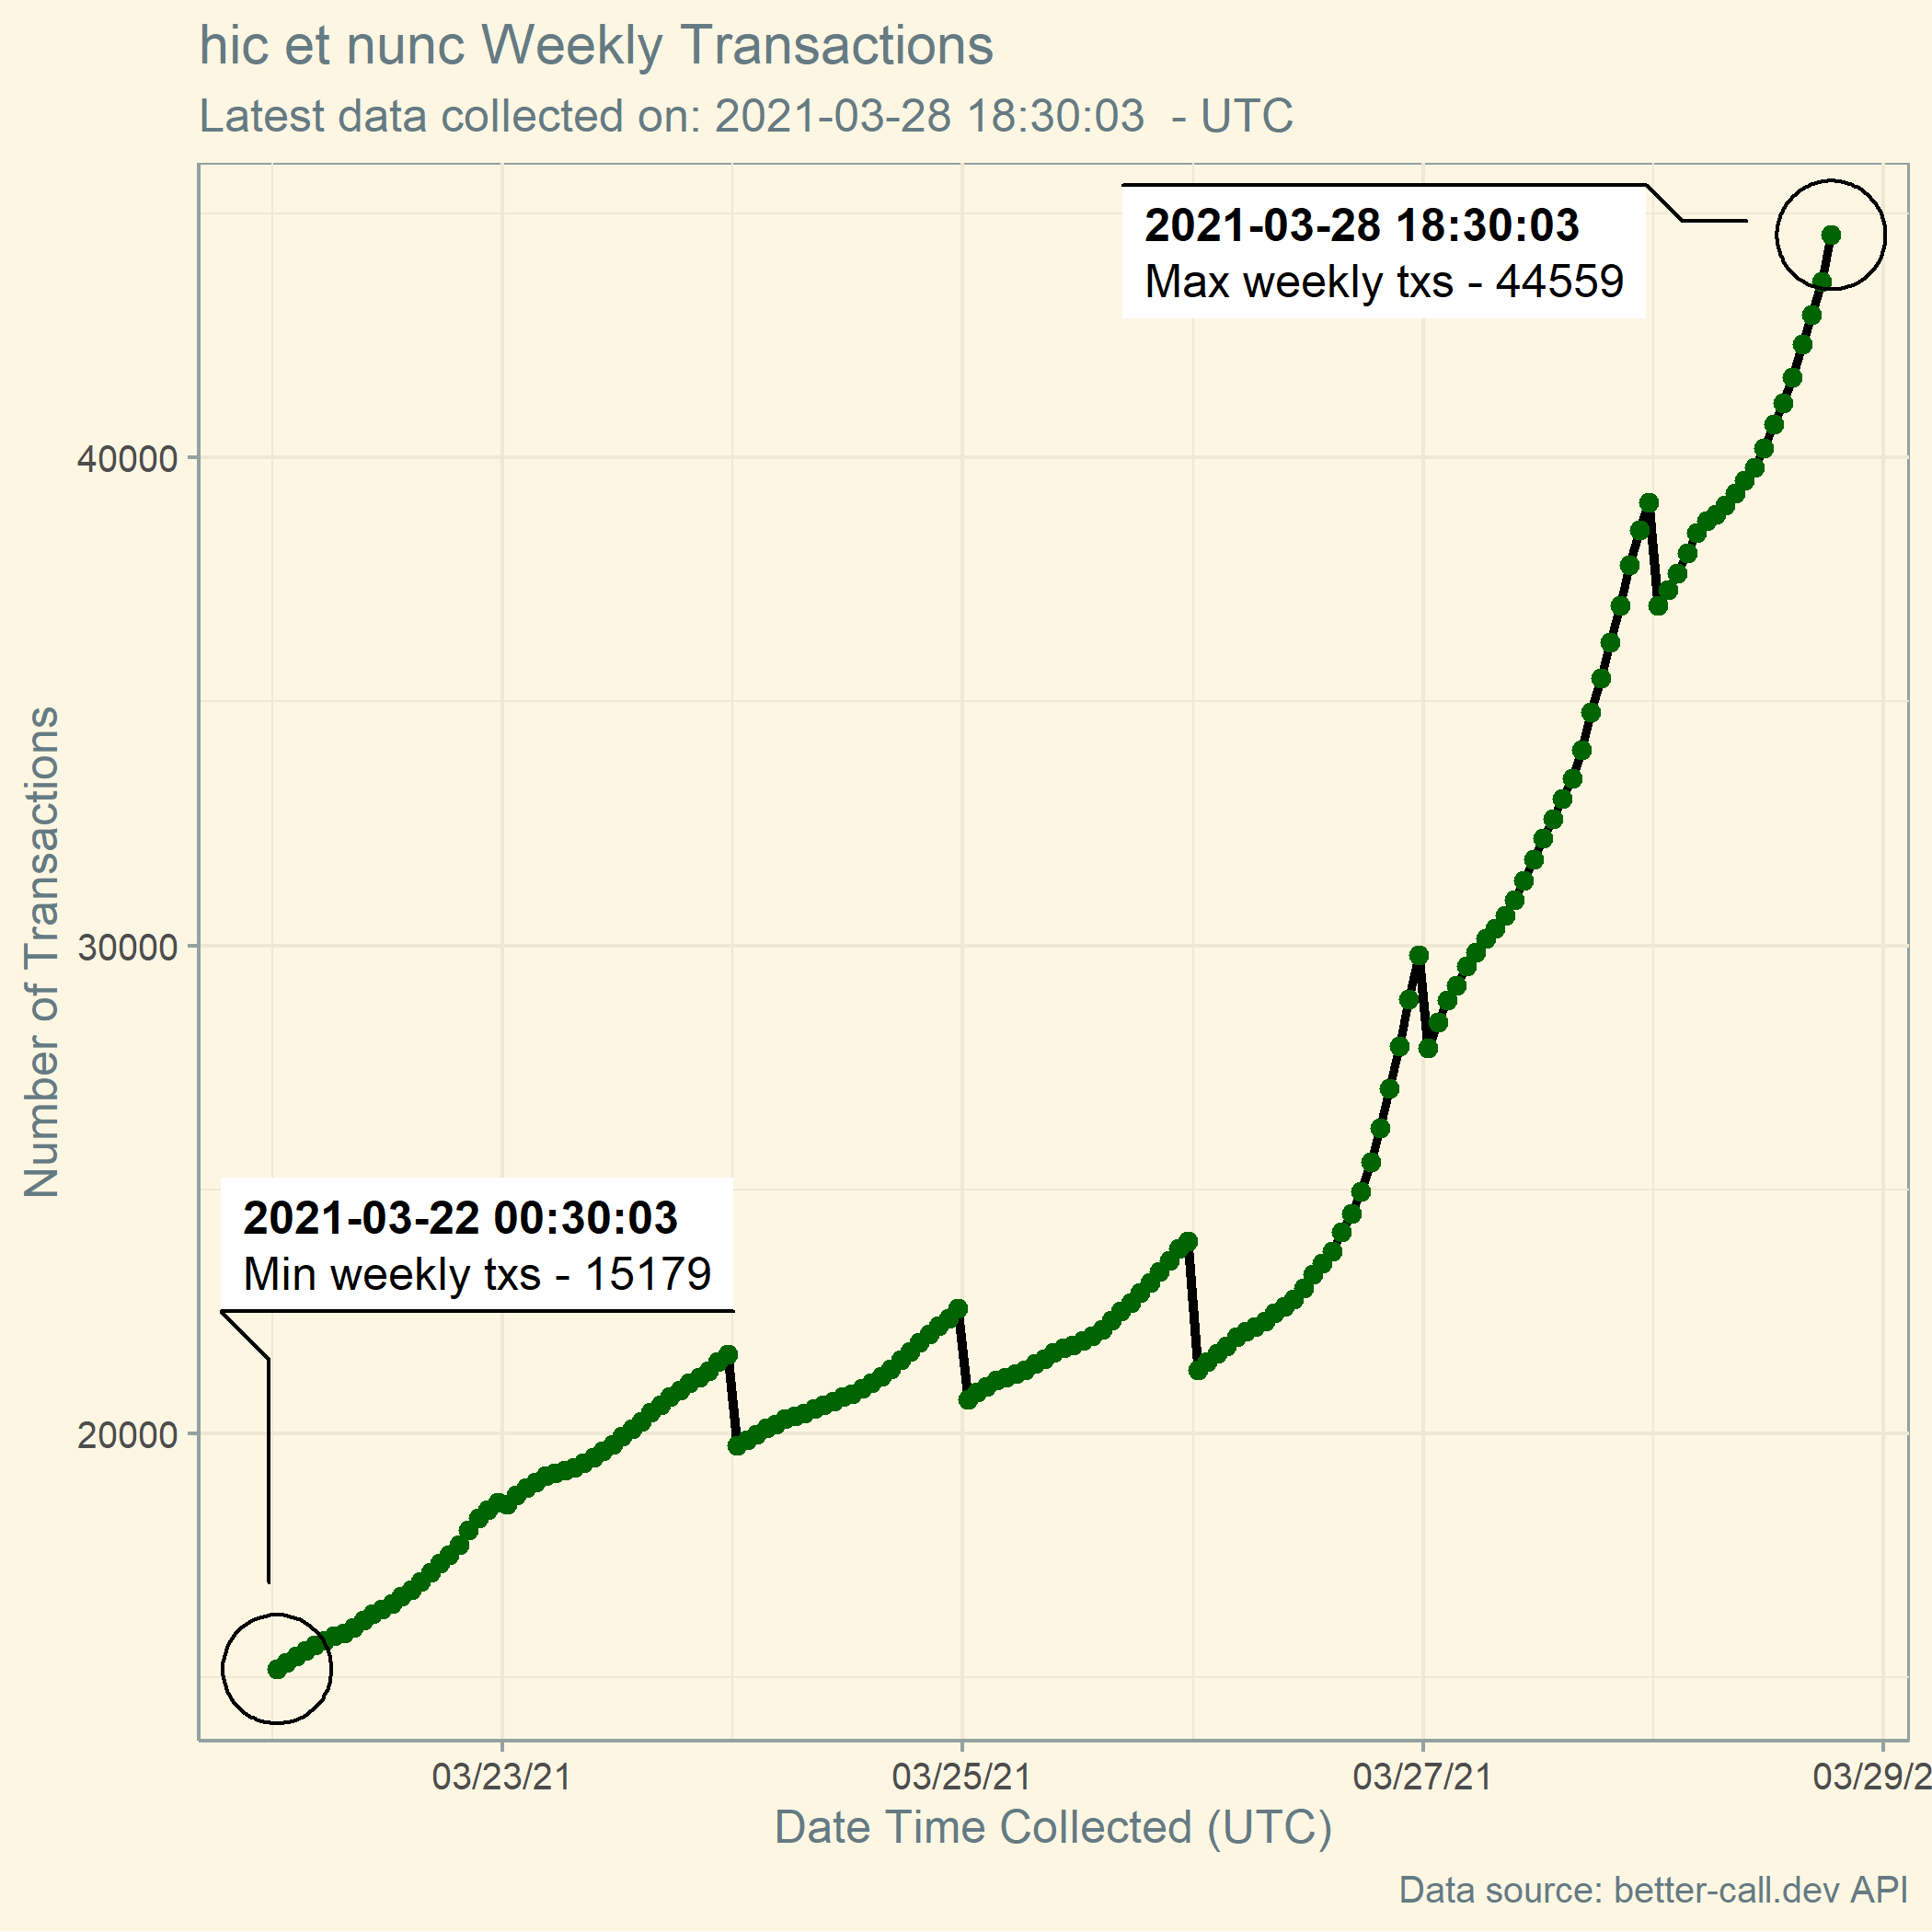 hic et nunc Weekly Transactions
Latest data collected on: 2021-03-28 18:30:03  - UTC
2021-03-28 18:30:03
Max weekly txs - 44559
40000
30000
20000
Number of Transactions
2021-03-22 00:30:03
Min weekly txs - 15179
03/23/21
03/25/21
03/27/21
03/29/2
Date Time Collected (UTC)
Data source: better-call.dev API